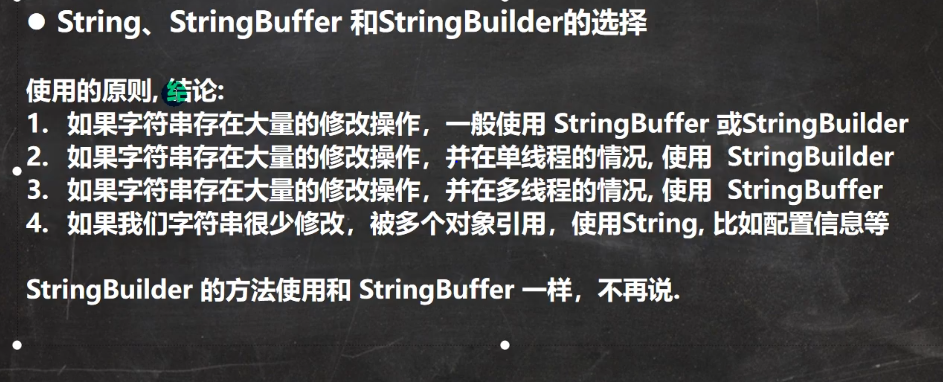 ● String、StringBuffer 和StringBuilder的选择
使用的原则, 结论:
1. 如果字符串存在大量的修改操作，一般使用 StringBuffer 或StringBuilder
2. 如果字符串存在大量的修改操作，并在单线程的情况, 使用 StringBuilder
3. 如果字符串存在大量的修改操作，并在多线程的情况, 使用 StringBuffer
4. 如果我们字符串很少修改，被多个对象引用，使用String, 比如配置信息等
StringBuilder 的方法使用和 StringBuffer 一样，不再说.